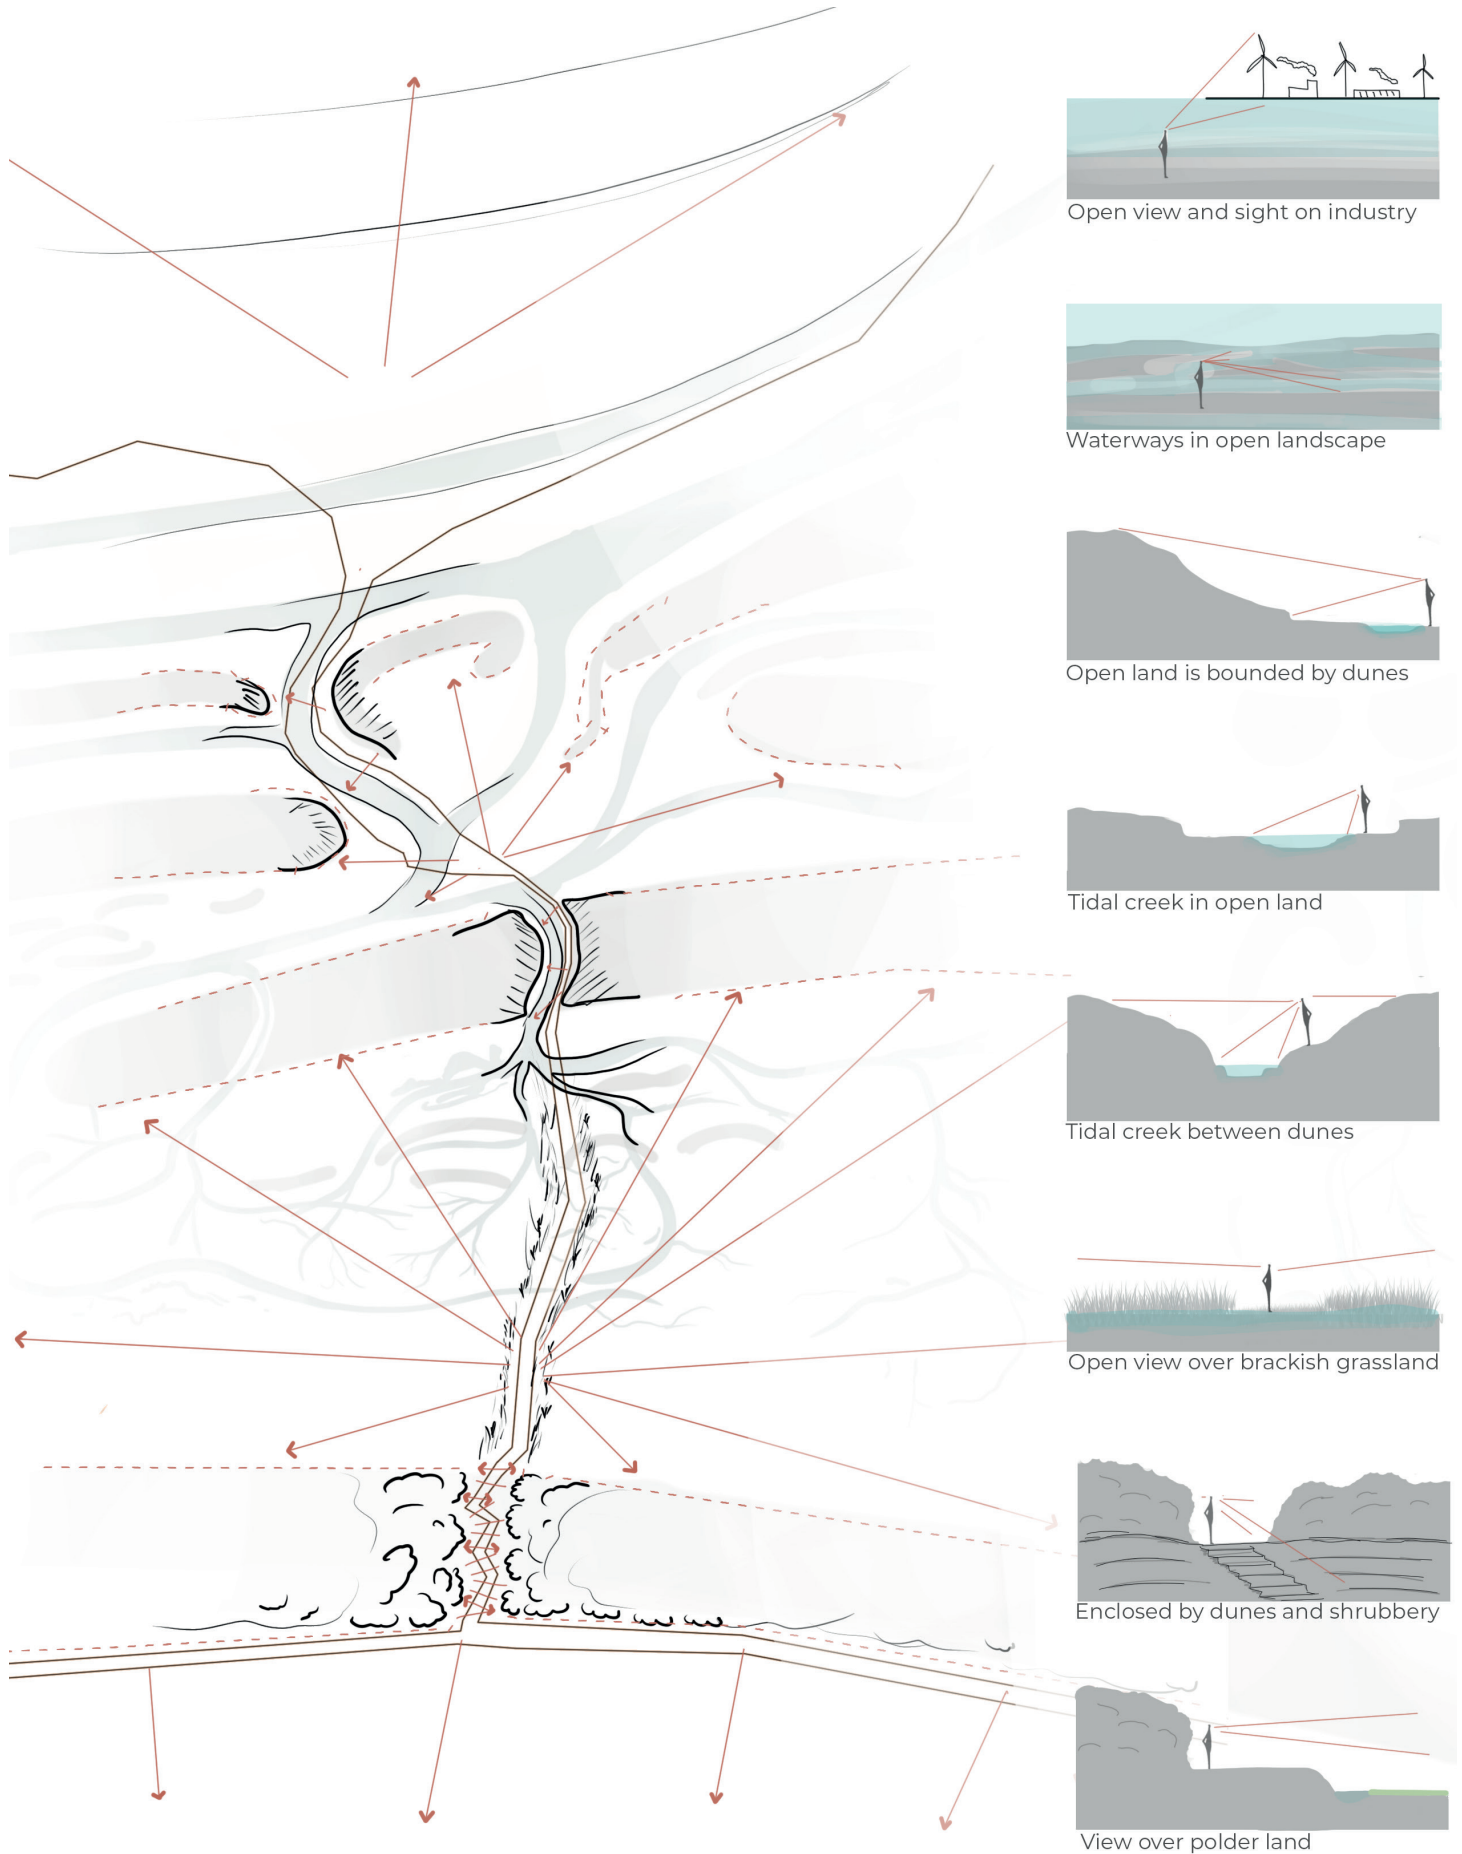 Open view and sight on industry
Waterways in open landscape
Open land is bounded by dunes
Tidal creek in open land
Tidal creek between dunes
Open view over brackish grassland
Enclosed by dunes and shrubbery
View over polder land